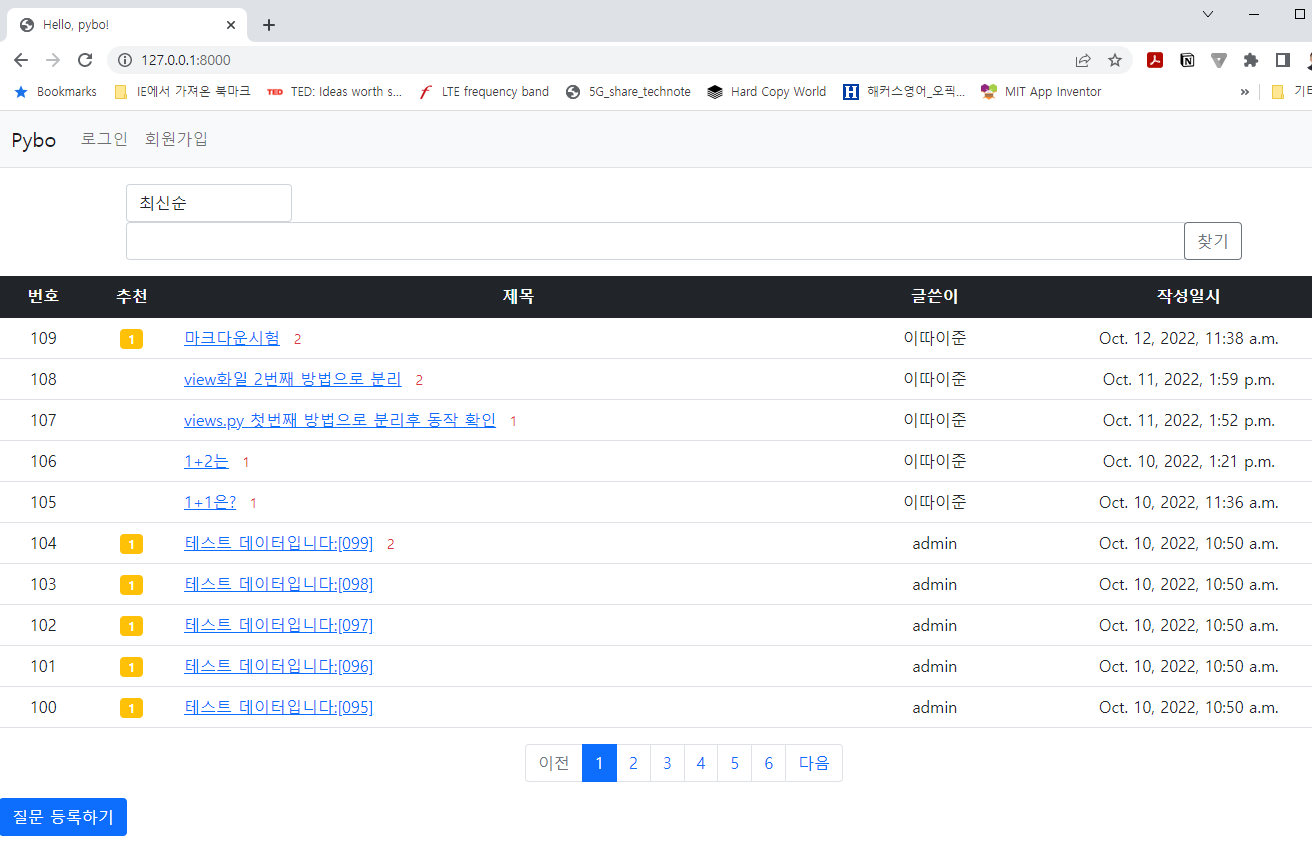 Hello, pybo!
127.0.0.1:8000
Bookmarks IE에서 가져온 북마크 TED TED: Ideas worth s... LTE frequency band 5G_share_technote Hard Copy World H 해커스영어_오픽... MIT App Inventor »
Pybo 로그인 회원가입
최신순
찾기
번호 추천 제목 글쓴이 작성일시
109 1 마크다운시험 2 이따이준 Oct. 12, 2022, 11:38 a.m.
108 view화일 2번째 방법으로 분리 2 이따이준 Oct. 11, 2022, 1:59 p.m.
107 views.py 첫번째 방법으로 분리후 동작 확인 1 이따이준 Oct. 11, 2022, 1:52 p.m.
106 1+2는 1 이따이준 Oct. 10, 2022, 1:21 p.m.
105 1+1은? 1 이따이준 Oct. 10, 2022, 11:36 a.m.
104 1 테스트 데이터입니다:[099] 2 admin Oct. 10, 2022, 10:50 a.m.
103 1 테스트 데이터입니다:[098] admin Oct. 10, 2022, 10:50 a.m.
102 1 테스트 데이터입니다:[097] admin Oct. 10, 2022, 10:50 a.m.
101 1 테스트 데이터입니다:[096] admin Oct. 10, 2022, 10:50 a.m.
100 1 테스트 데이터입니다:[095] admin Oct. 10, 2022, 10:50 a.m.
이전 1 2 3 4 5 6 다음
질문 등록하기